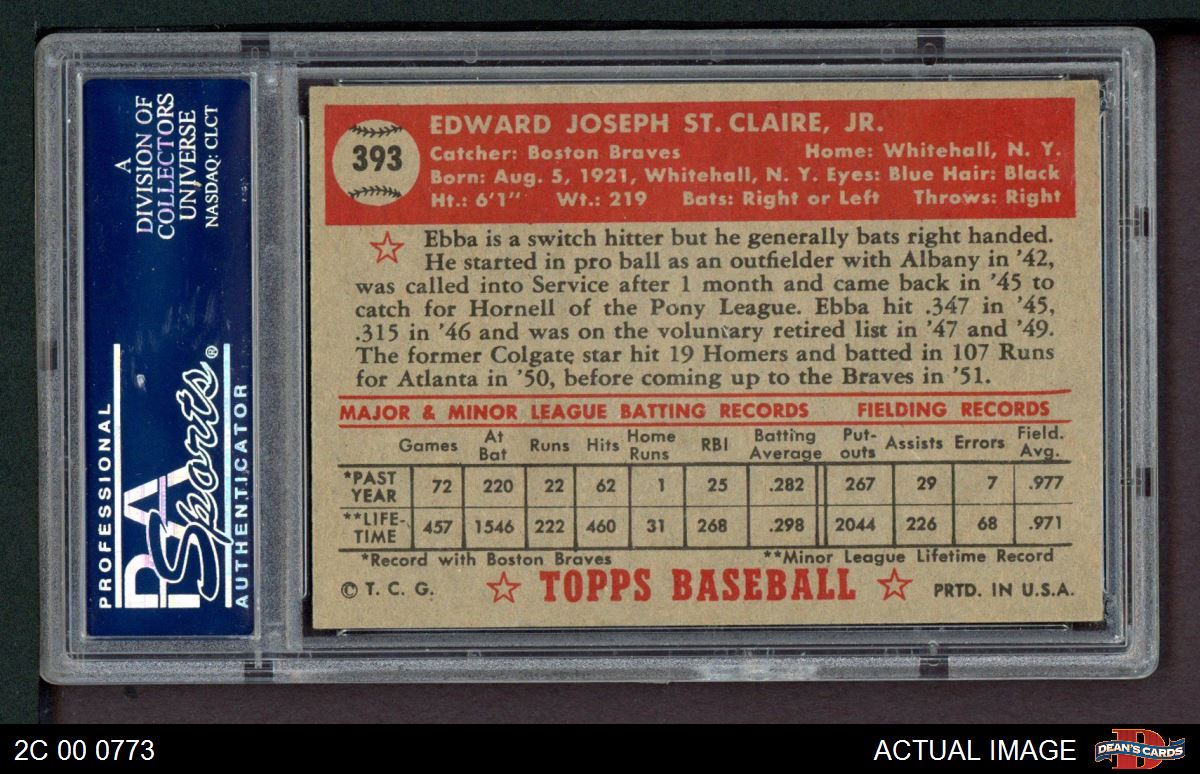 A
DIVISION OF
COLLECTORS
UNIVERSE
NASDAQ: CLCT
PROFESSIONAL
PSA
Sports®
AUTHENTICATOR
393
EDWARD JOSEPH ST. CLAIRE, JR.
Catcher: Boston Braves Home: Whitehall, N. Y.
Born: Aug. 5, 1921, Whitehall, N. Y. Eyes: Blue Hair: Black
Ht.: 6'1" Wt.: 219 Bats: Right or Left Throws: Right
Ebba is a switch hitter but he generally bats right handed.
He started in pro ball as an outfielder with Albany in '42,
was called into Service after 1 month and came back in '45 to
catch for Hornell of the Pony League. Ebba hit .347 in '45,
.315 in '46 and was on the voluntary retired list in '47 and '49.
The former Colgate star hit 19 Homers and batted in 107 Runs
for Atlanta in '50, before coming up to the Braves in '51.
MAJOR & MINOR LEAGUE BATTING RECORDS FIELDING RECORDS
Games At Bat Runs Hits Home Runs RBI Batting Average Put-outs Assists Errors Field. Avg.
*PAST YEAR 72 220 22 62 1 25 .282 267 29 7 .977
**LIFE-TIME 457 1546 222 460 31 268 .298 2044 226 68 .971
*Record with Boston Braves **Minor League Lifetime Record
© T. C. G. TOPPS BASEBALL PRTD. IN U.S.A.
2C 00 0773 ACTUAL IMAGE DEAN'S CARDS